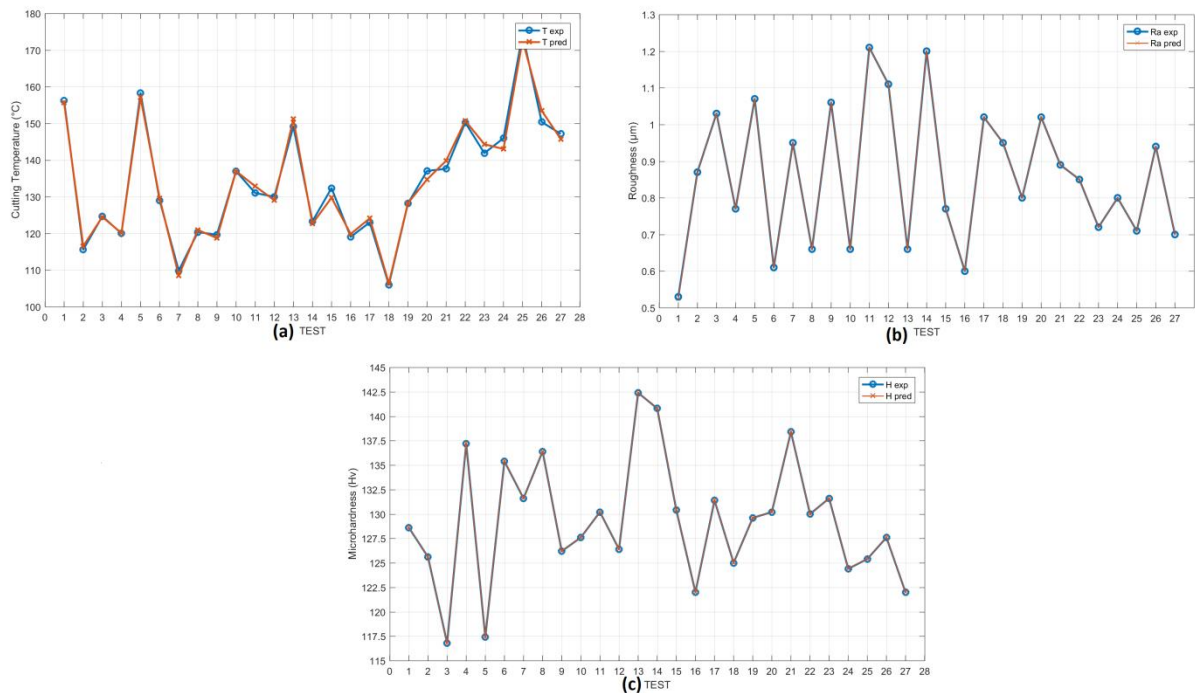 180
170
160
150
140
130
120
110
100
Cutting Temperature (°C)
T exp
T pred
0 1 2 3 4 5 6 7 8 9 10 11 12 13 14 15 16 17 18 19 20 21 22 23 24 25 26 27 28
(a) TEST
1.3
1.2
1.1
1
0.9
0.8
0.7
0.6
0.5
Roughness (µm)
Ra exp
Ra pred
0 1 2 3 4 5 6 7 8 9 10 11 12 13 14 15 16 17 18 19 20 21 22 23 24 25 26 27
(b) TEST
145
142.5
140
137.5
135
132.5
130
127.5
125
122.5
120
117.5
115
Microhardness (Hv)
H exp
H pred
0 1 2 3 4 5 6 7 8 9 10 11 12 13 14 15 16 17 18 19 20 21 22 23 24 25 26 27 28
(c) TEST